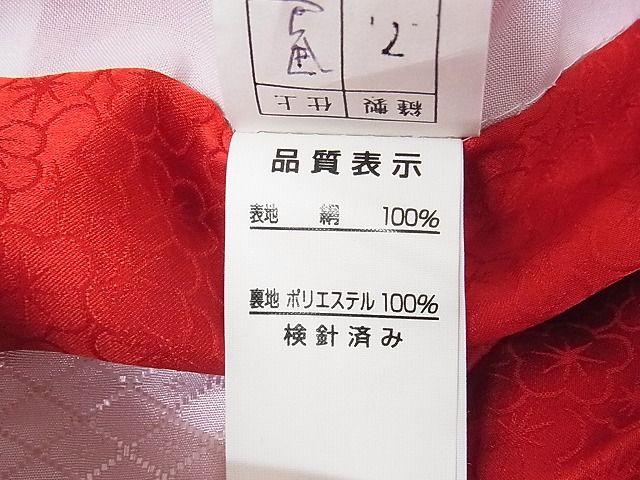 縫製 仕上
品質表示
表地 絹 100%
裏地 ポリエステル 100%
検針済み